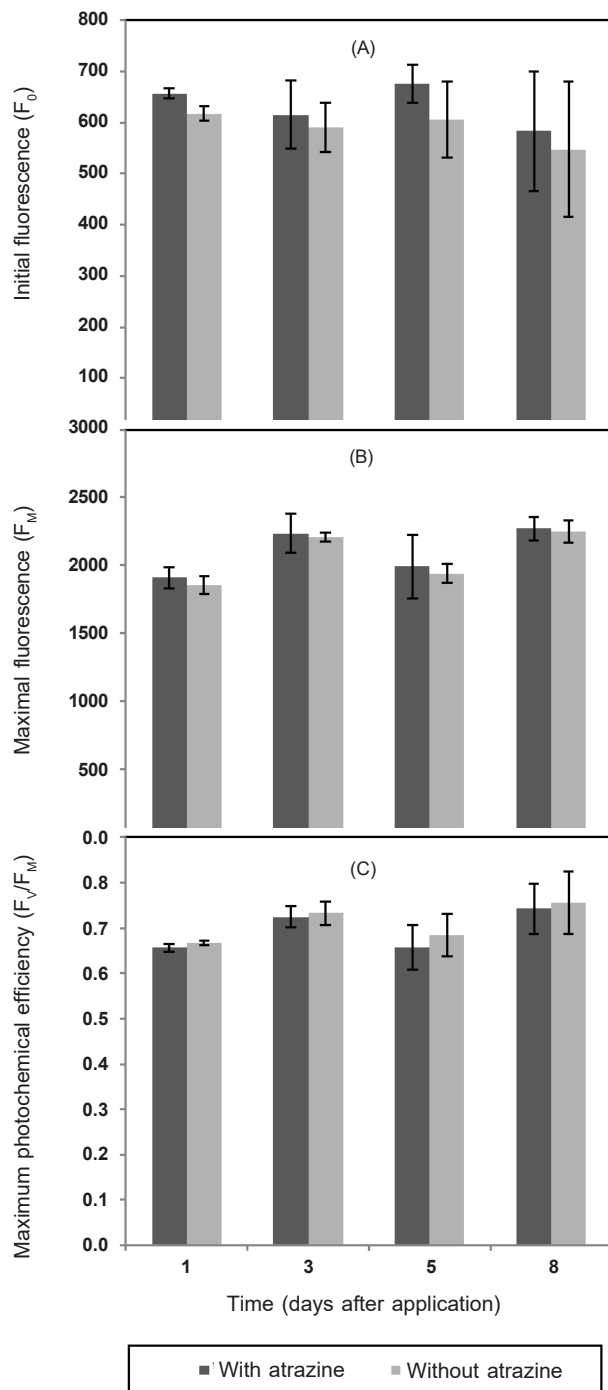 800
(A)
700
600
500
400
300
200
100
Initial fluorescence (F0)
3000
(B)
2500
2000
1500
1000
500
Maximal fluorescence (FM)
0.0
(C)
0.8
0.7
0.6
0.5
0.4
0.3
0.2
0.1
0.0
Maximum photochemical efficiency (FV/FM)
1 3 5 8
Time (days after application)
With atrazine Without atrazine